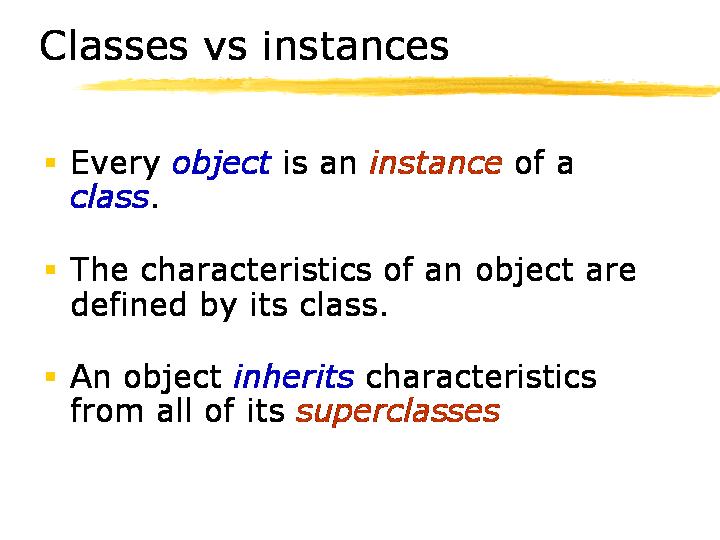 Classes vs instances
Every object is an instance of a
class.
The characteristics of an object are
defined by its class.
An object inherits characteristics
from all of its superclasses